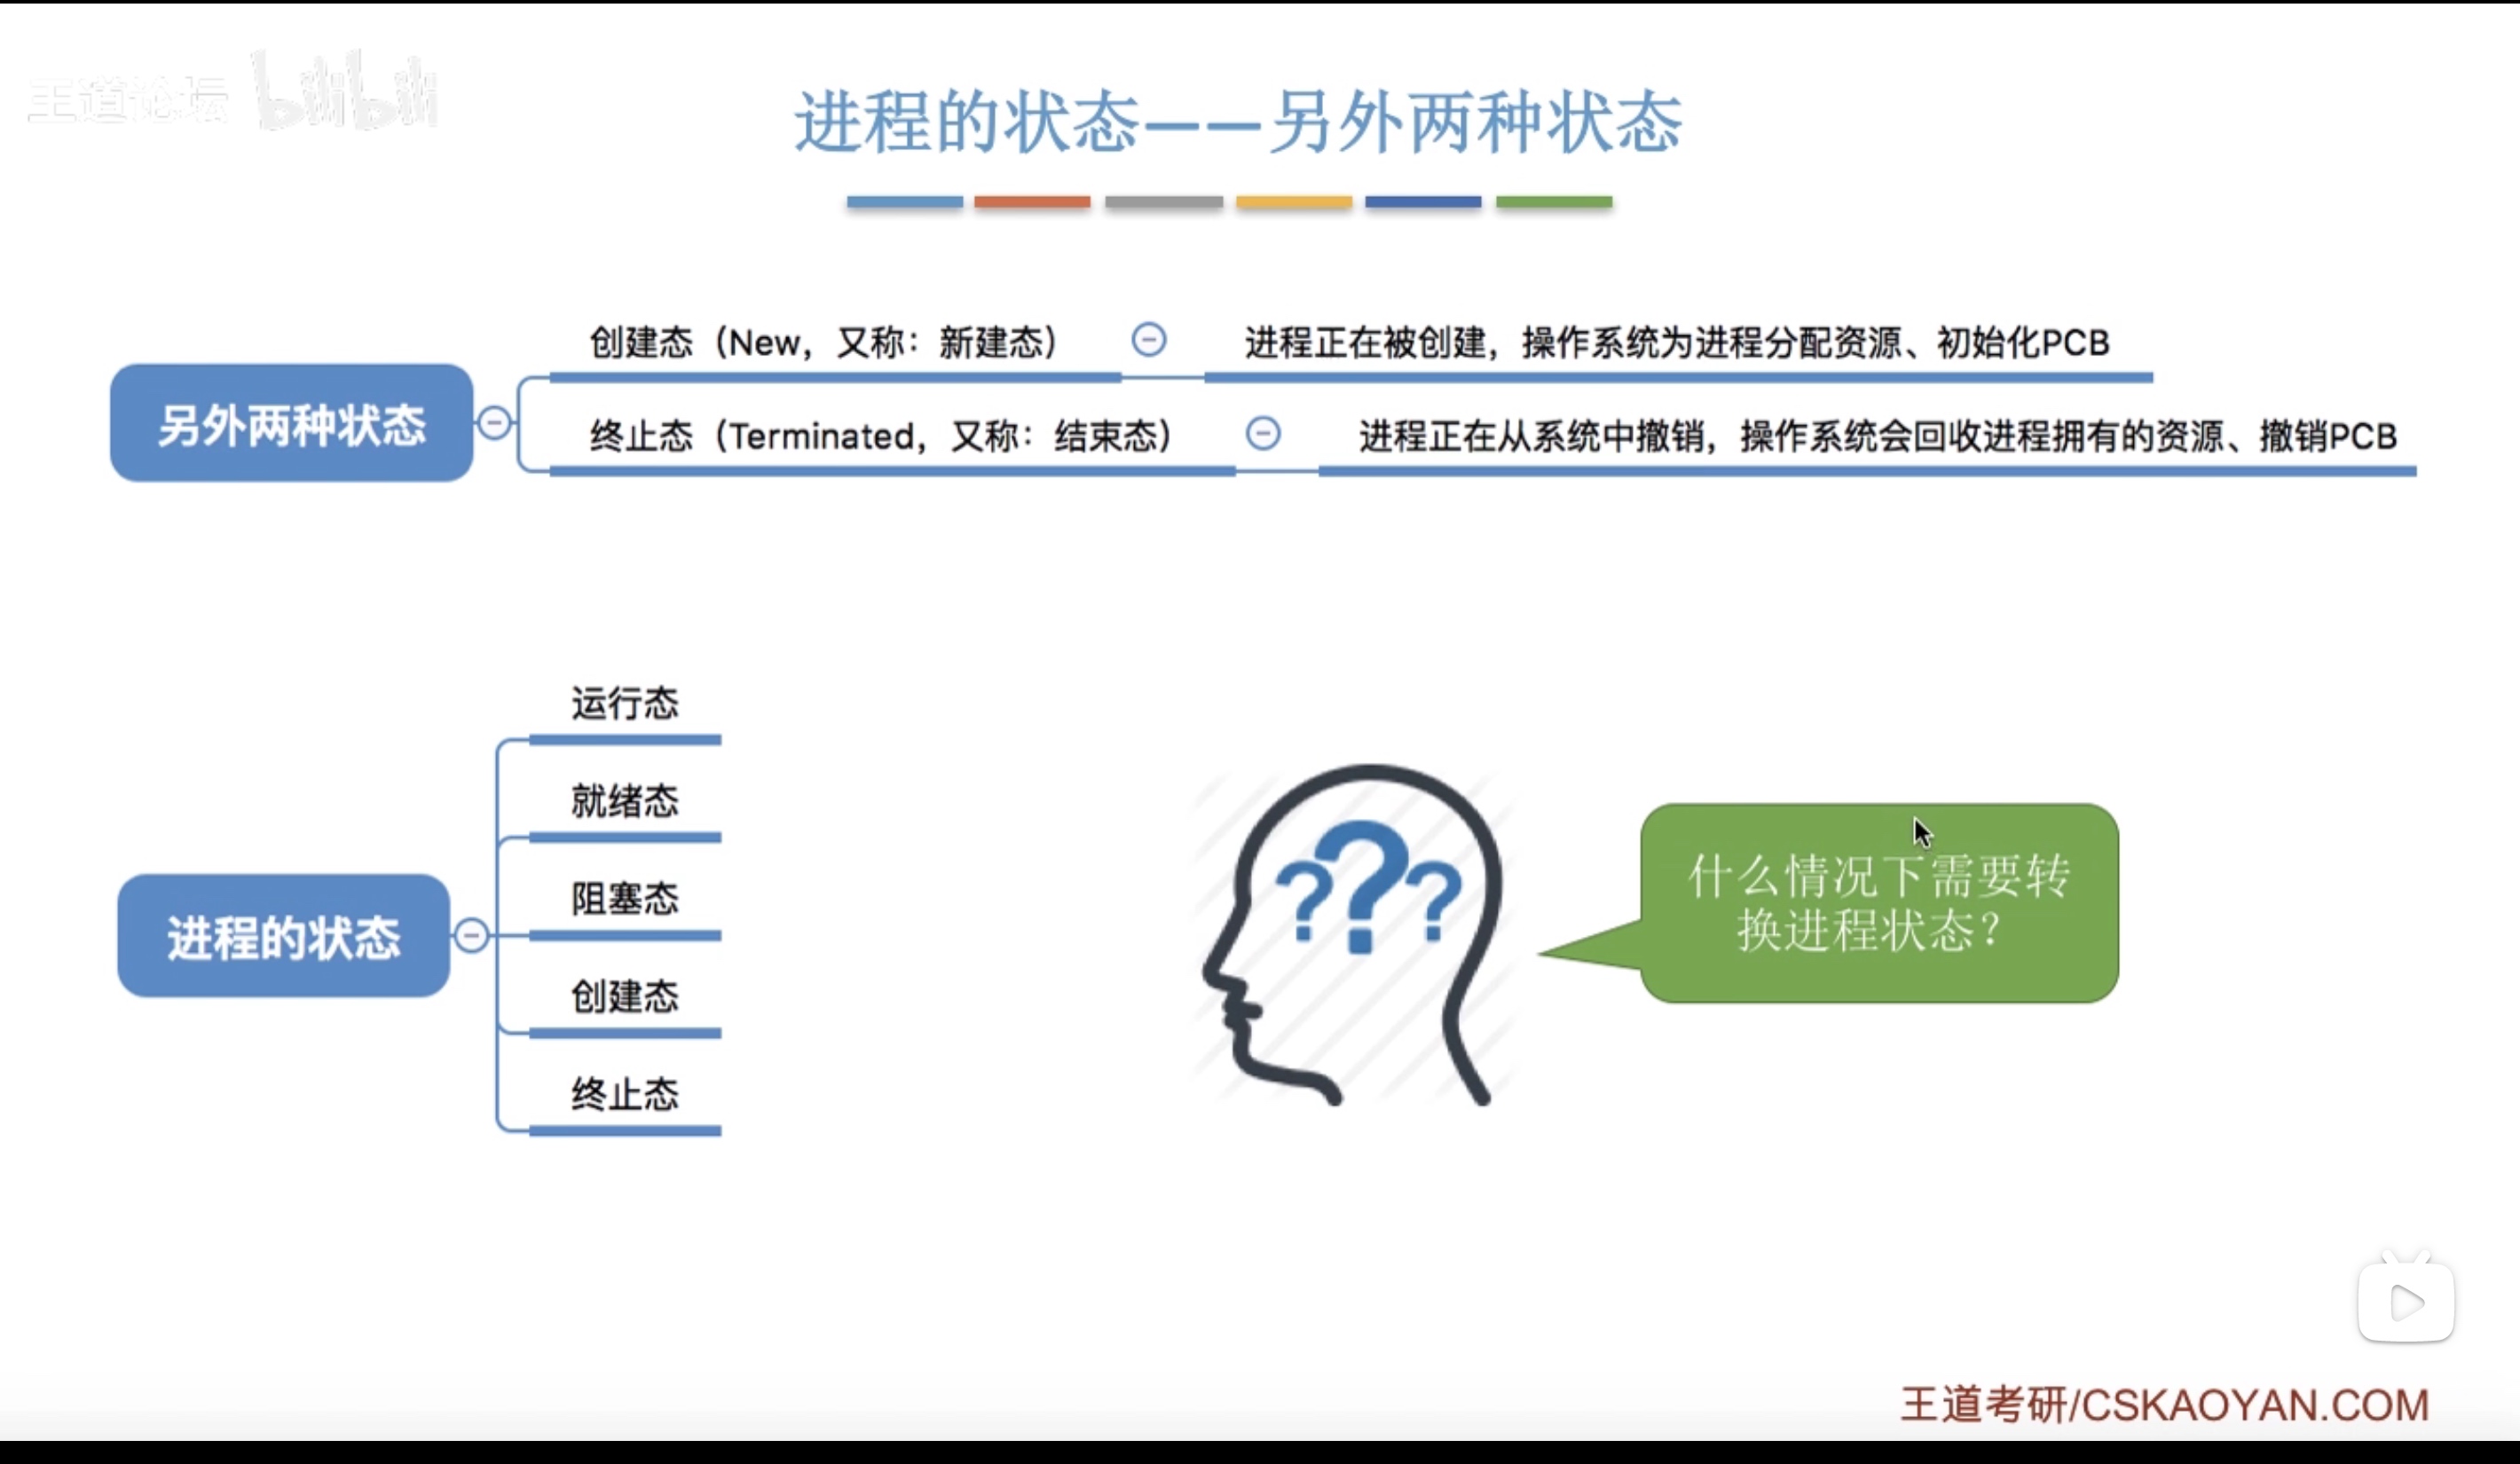 王道论坛 bilibili
进程的状态——另外两种状态
创建态（New，又称：新建态） 进程正在被创建，操作系统为进程分配资源、初始化PCB
另外两种状态
终止态（Terminated，又称：结束态） 进程正在从系统中撤销，操作系统会回收进程拥有的资源、撤销PCB
运行态
就绪态
阻塞态
进程的状态
创建态
终止态
???
什么情况下需要转
换进程状态？
王道考研/CSKAOYAN.COM